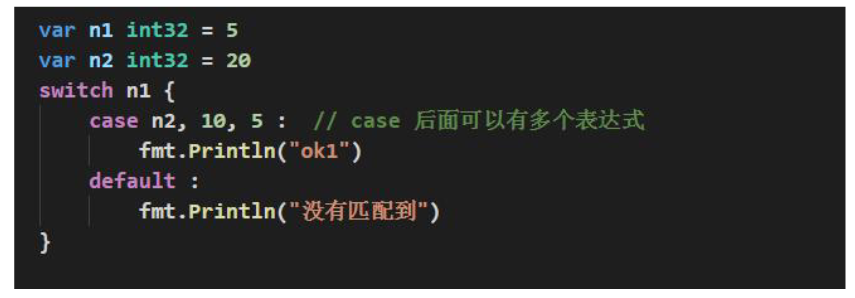 var n1 int32 = 5
var n2 int32 = 20
switch n1 {
    case n2, 10, 5 :  // case 后面可以有多个表达式
        fmt.Println("ok1")
    default :
        fmt.Println("没有匹配到")
}